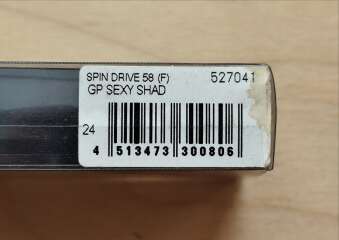 SPIN DRIVE 58 (F) 527041
GP SEXY SHAD
24
4 513473 300806